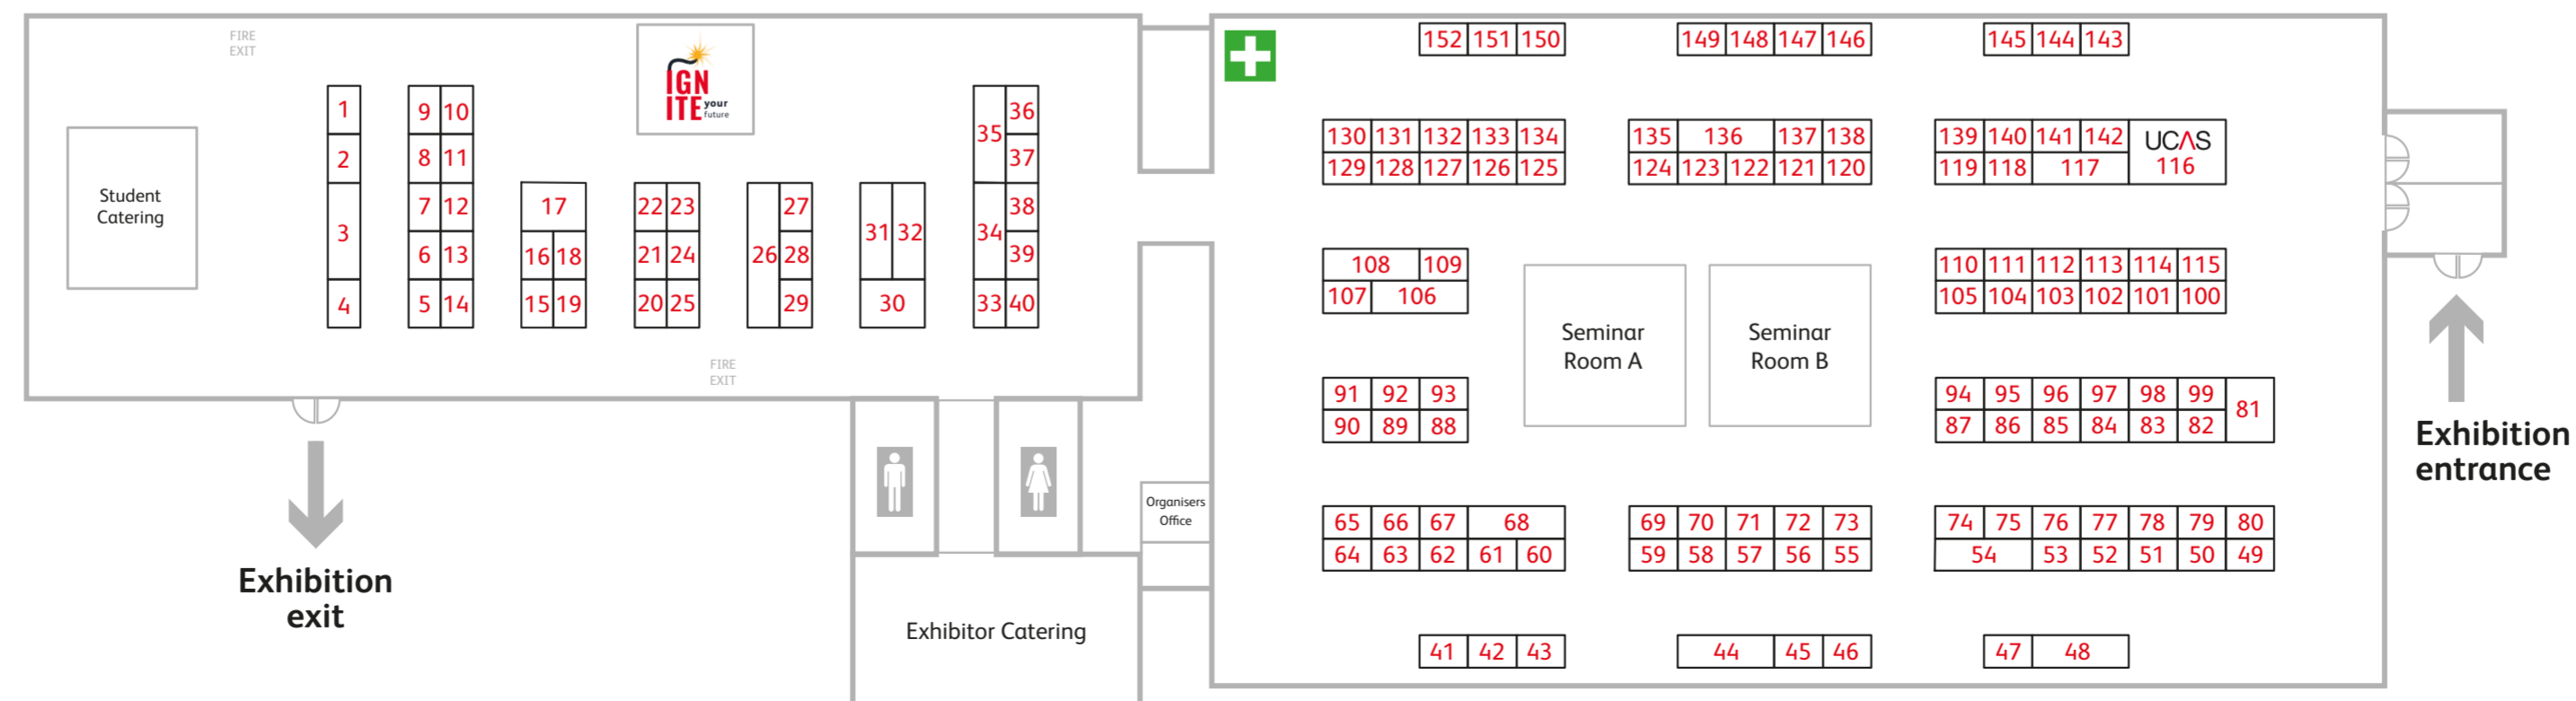 FIRE
EXIT
IGN
ITE your
future
Student
Catering
1
2
3
4
9 10
8 11
7 12
6 13
5 14
17
16 18
15 19
22 23
21 24
20 25
26
27
28
29
31 32
30
35
36
37
34
38
39
33 40
FIRE
EXIT
Exhibition
exit
Organisers
Office
Exhibitor Catering
152 151 150
149 148 147 146
145 144 143
130 131 132 133 134
129 128 127 126 125
135 136 137 138
124 123 122 121 120
139 140 141 142
119 118 117
UCAS
116
108 109
107 106
Seminar
Room A
Seminar
Room B
110 111 112 113 114 115
105 104 103 102 101 100
91 92 93
90 89 88
94 95 96 97 98 99
87 86 85 84 83 82
81
65 66 67 68
64 63 62 61 60
69 70 71 72 73
59 58 57 56 55
74 75 76 77 78 79 80
54 53 52 51 50 49
41 42 43
44 45 46
47 48
Exhibition
entrance